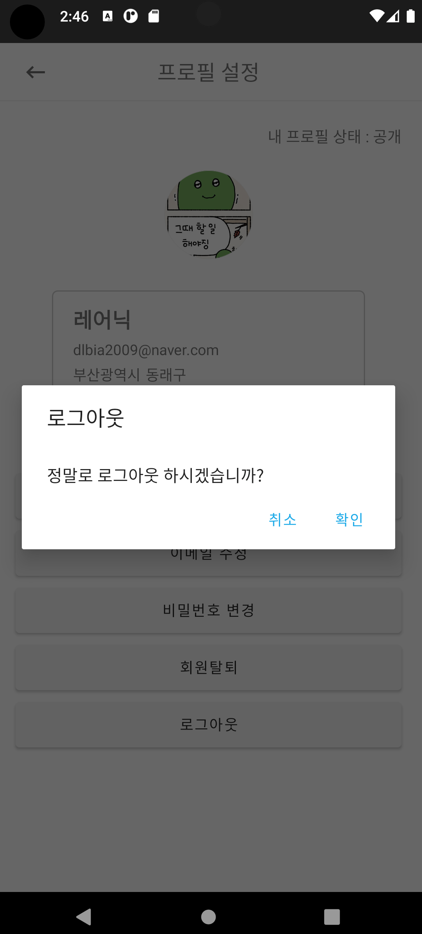 2:46
프로필 설정
내 프로필 상태 : 공개
그때 할 일
해야징
레어닉
dlbia2009@naver.com
부산광역시 동래구
로그아웃
정말로 로그아웃 하시겠습니까?
취소 확인
이메일 수정
비밀번호 변경
회원탈퇴
로그아웃